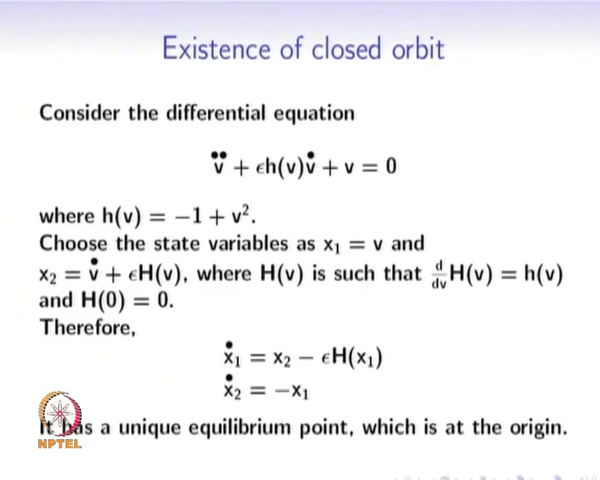 Existence of closed orbit
Consider the differential equation
v̈ + ϵh(v)v̇ + v = 0
where h(v) = −1 + v².
Choose the state variables as x₁ = v and
x₂ = v̇ + ϵH(v), where H(v) is such that d/dv H(v) = h(v)
and H(0) = 0.
Therefore,
ẋ₁ = x₂ − ϵH(x₁)
ẋ₂ = −x₁
It has a unique equilibrium point, which is at the origin.
NPTEL